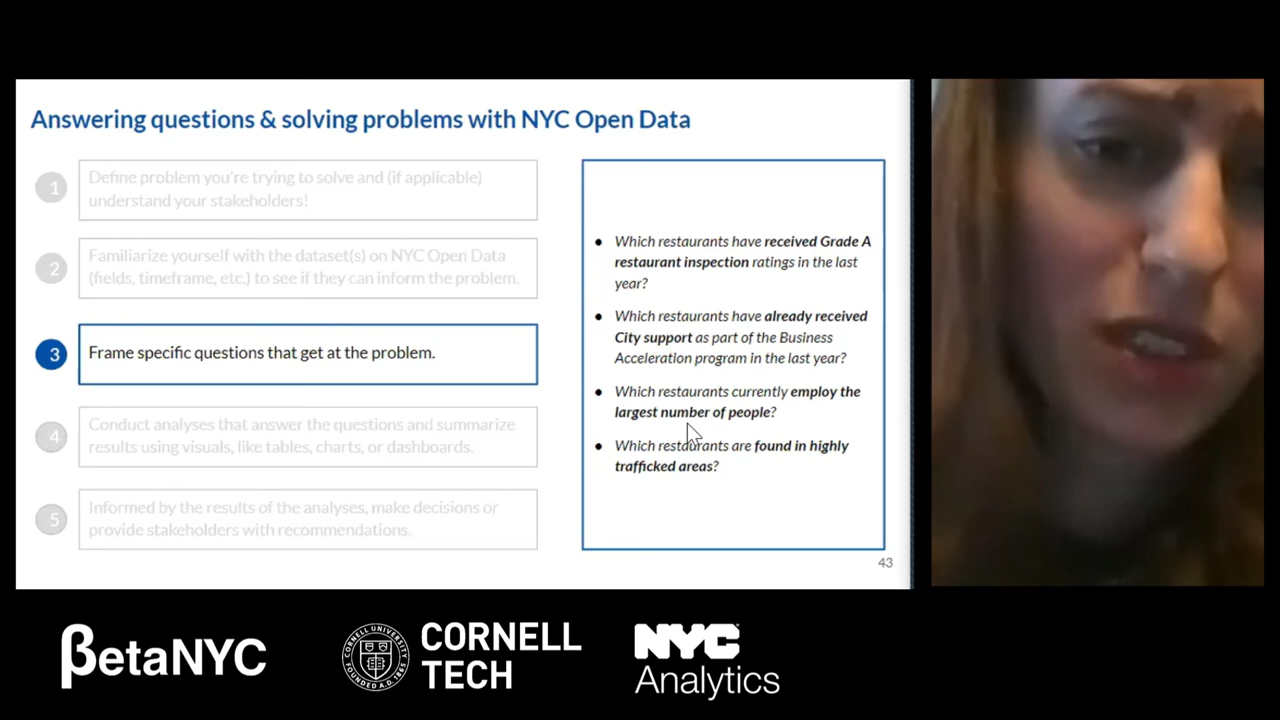 Answering questions & solving problems with NYC Open Data
1
Define problem you're trying to solve and (if applicable)
understand your stakeholders!
2
Familiarize yourself with the dataset(s) on NYC Open Data
(fields, timeframe, etc.) to see if they can inform the problem.
3
Frame specific questions that get at the problem.
4
Conduct analyses that answer the questions and summarize
results using visuals, like tables, charts, or dashboards.
5
Informed by the results of the analyses, make decisions or
provide stakeholders with recommendations.
● Which restaurants have received Grade A
restaurant inspection ratings in the last
year?
● Which restaurants have already received
City support as part of the Business
Acceleration program in the last year?
● Which restaurants currently employ the
largest number of people?
● Which restaurants are found in highly
trafficked areas?
43
βetaNYC
CORNELL UNIVERSITY
FOUNDED A.D. 1865
CORNELL
TECH
NYC
Analytics